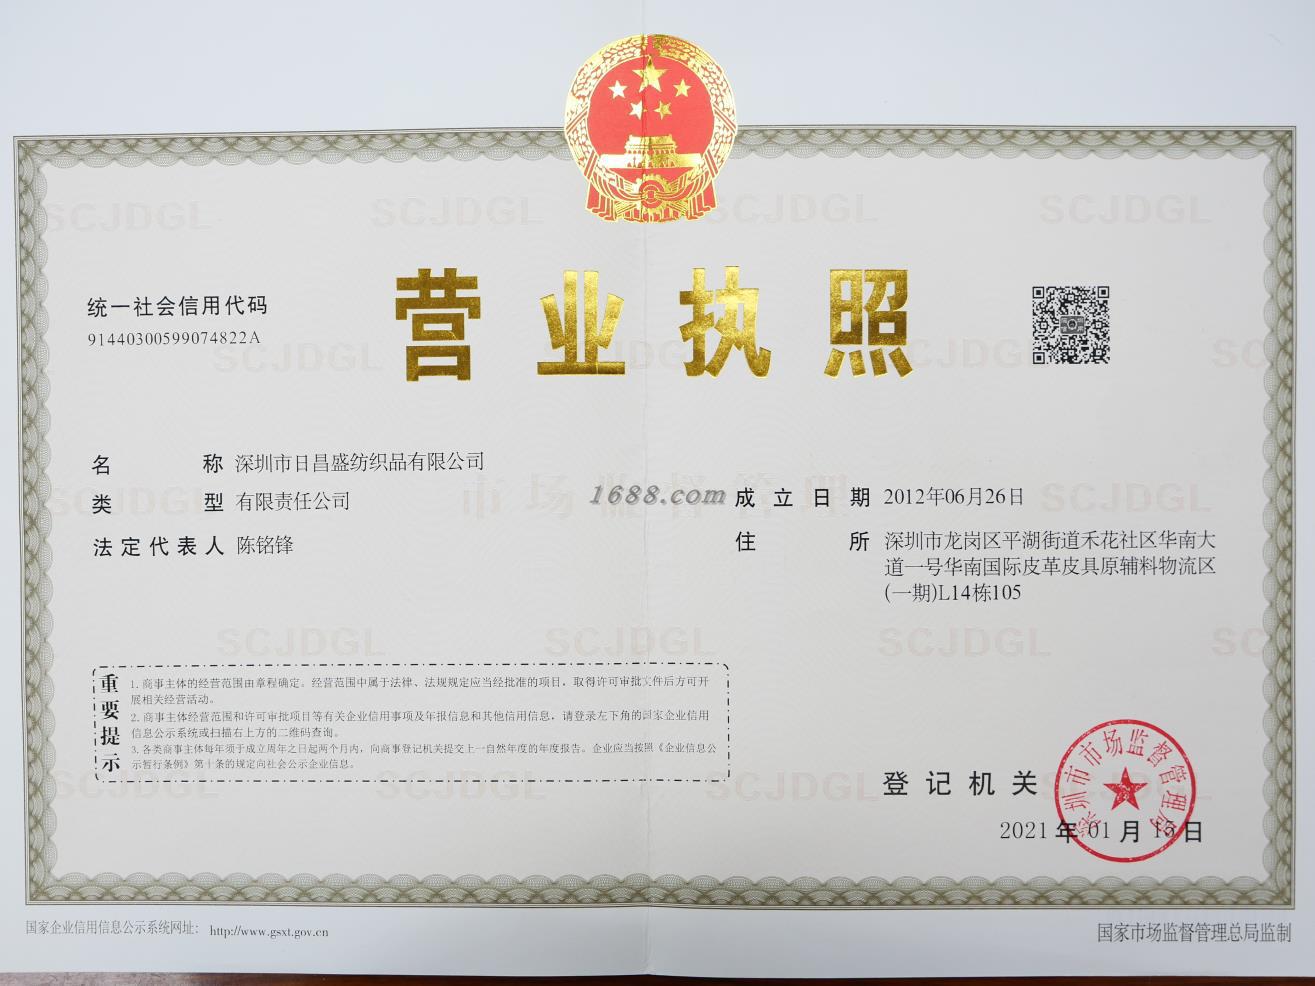 营业执照
统一社会信用代码
91440300599074822A
名称 深圳市日昌盛纺织品有限公司
类型 有限责任公司
法定代表人 陈铭锋
1688.com
成立日期 2012年06月26日
住所 深圳市龙岗区平湖街道禾花社区华南大
道一号华南国际皮革皮具原辅料物流区
(一期)L14栋105
重要提示
1.商事主体的经营范围由章程确定。经营范围中属于法律、法规规定应当经批准的项目，取得许可审批文件后方可开
展相关经营活动。
2.商事主体经营范围和许可审批项目等有关企业信用事项及年报信息和其他信用信息，请登录左下角的国家企业信用
信息公示系统或扫描右上方的二维码查询。
3.各类商事主体每年须于成立周年之日起两个月内，向商事登记机关提交上一自然年度的年度报告。企业应当按照《企业信息公
示暂行条例》第十条的规定向社会公示企业信息。
登记机关
深圳市市场监督管理局
2021年01月 日
国家企业信用信息公示系统网址: http://www.gsxt.gov.cn
国家市场监督管理总局监制
SCJDGL
市场监督管理